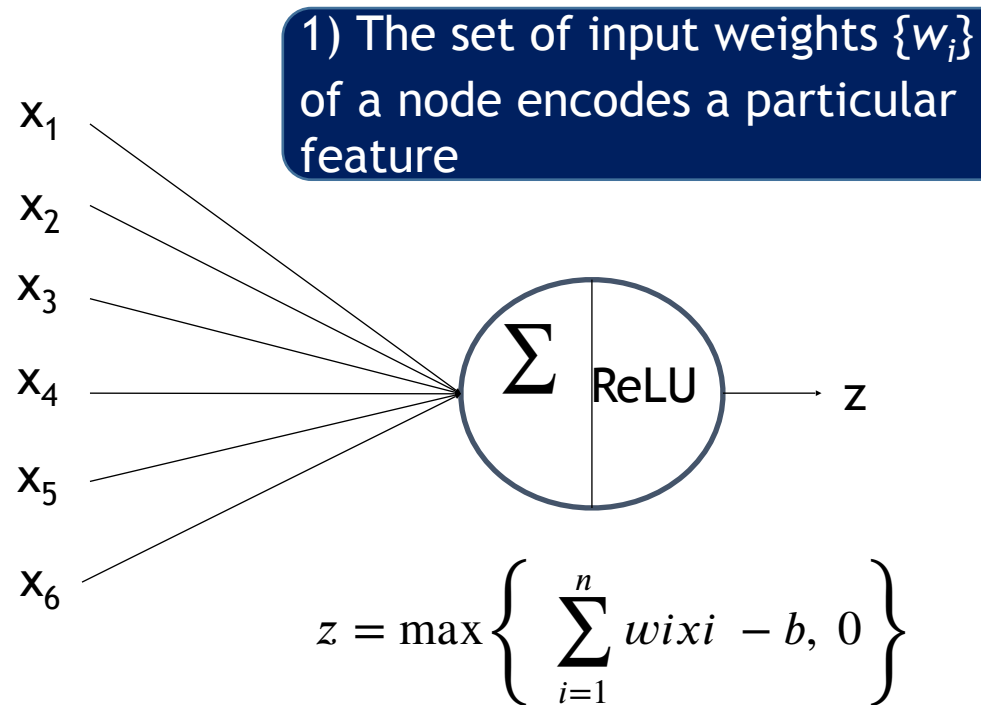 1) The set of input weights {wᵢ}
of a node encodes a particular
feature
x₁
x₂
x₃
x₄
x₅
x₆
∑
ReLU
z
z = max { ∑ᵢ₌₁ⁿ wixi − b, 0 }